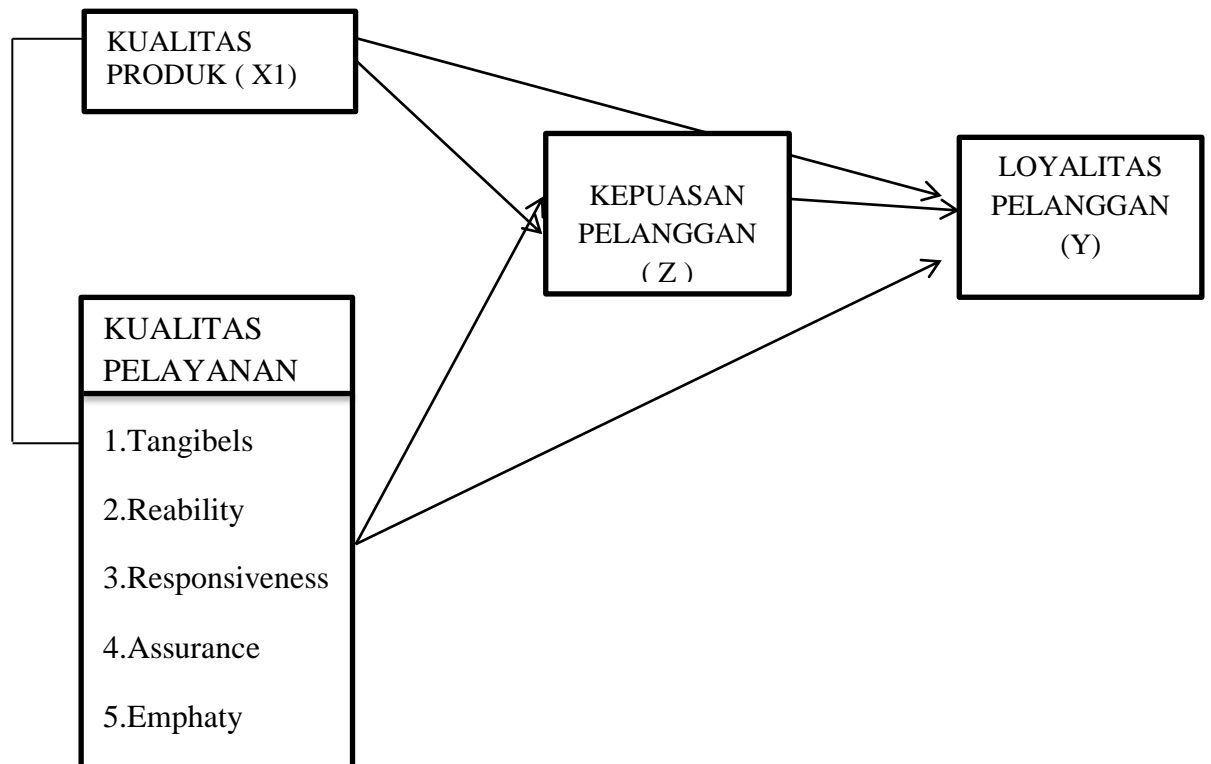 KUALITAS
PRODUK ( X1)
KEPUASAN
PELANGGAN
( Z )
LOYALITAS
PELANGGAN
(Y)
KUALITAS
PELAYANAN
1.Tangibels
2.Reability
3.Responsiveness
4.Assurance
5.Emphaty